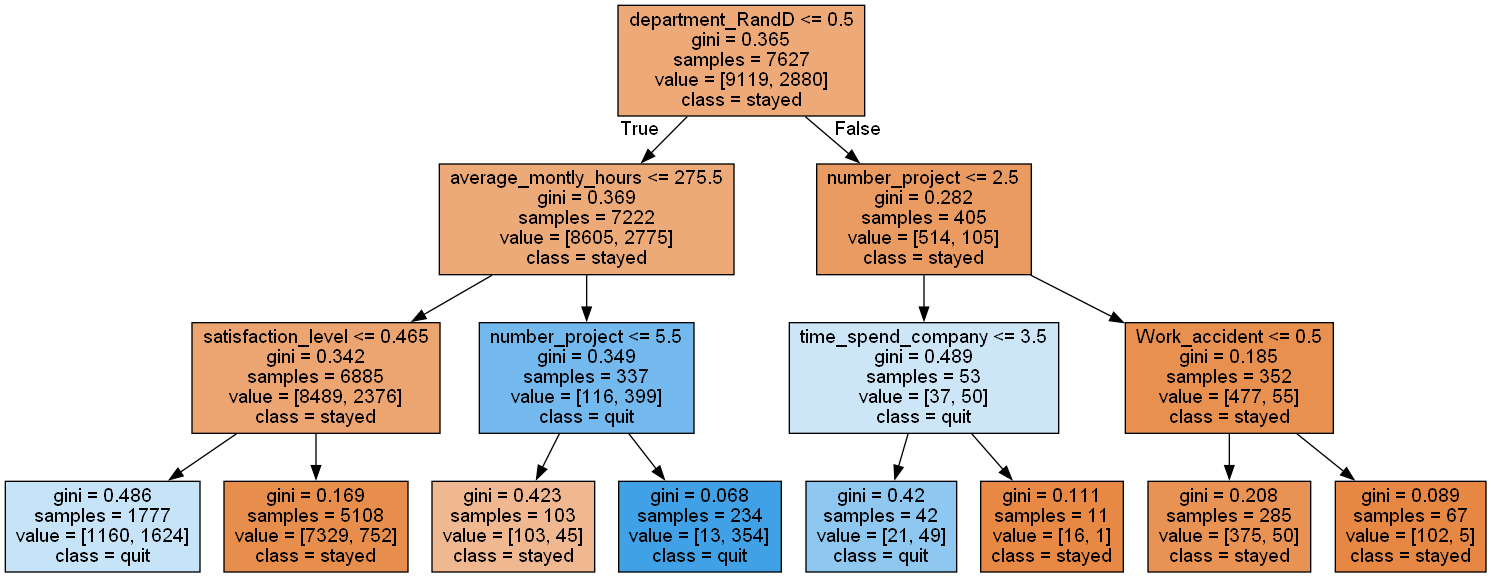 department_RandD <= 0.5
gini = 0.365
samples = 7627
value = [9119, 2880]
class = stayed
True
False
average_montly_hours <= 275.5
gini = 0.369
samples = 7222
value = [8605, 2775]
class = stayed
number_project <= 2.5
gini = 0.282
samples = 405
value = [514, 105]
class = stayed
satisfaction_level <= 0.465
gini = 0.342
samples = 6885
value = [8489, 2376]
class = stayed
number_project <= 5.5
gini = 0.349
samples = 337
value = [116, 399]
class = quit
time_spend_company <= 3.5
gini = 0.489
samples = 53
value = [37, 50]
class = quit
Work_accident <= 0.5
gini = 0.185
samples = 352
value = [477, 55]
class = stayed
gini = 0.486
samples = 1777
value = [1160, 1624]
class = quit
gini = 0.169
samples = 5108
value = [7329, 752]
class = stayed
gini = 0.423
samples = 103
value = [103, 45]
class = stayed
gini = 0.068
samples = 234
value = [13, 354]
class = quit
gini = 0.42
samples = 42
value = [21, 49]
class = quit
gini = 0.111
samples = 11
value = [16, 1]
class = stayed
gini = 0.208
samples = 285
value = [375, 50]
class = stayed
gini = 0.089
samples = 67
value = [102, 5]
class = stayed